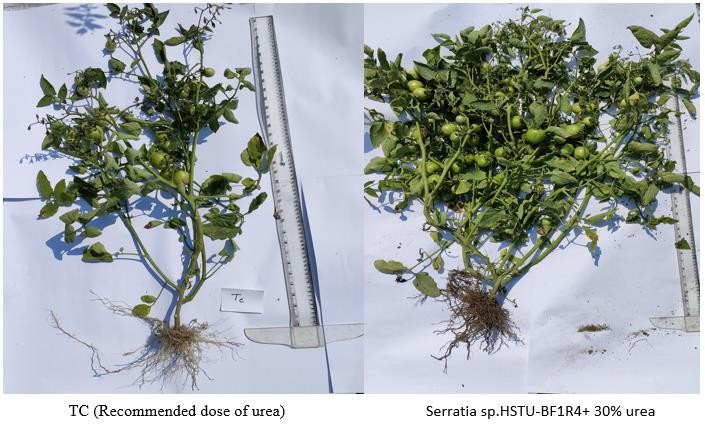 Tc
TC (Recommended dose of urea)
Serratia sp.HSTU-BF1R4+ 30% urea